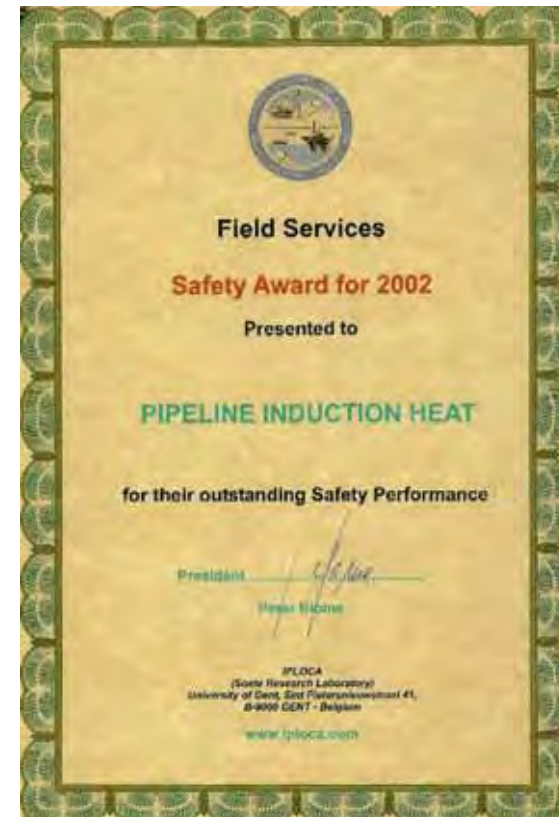 Field Services
Safety Award for 2002
Presented to
PIPELINE INDUCTION HEAT
for their outstanding Safety Performance
President
IPLOCA
(Soete Research Laboratory)
University of Gent, Sint Pietersnieuwstraat 41,
B-9000 GENT - Belgium
www.iploca.com